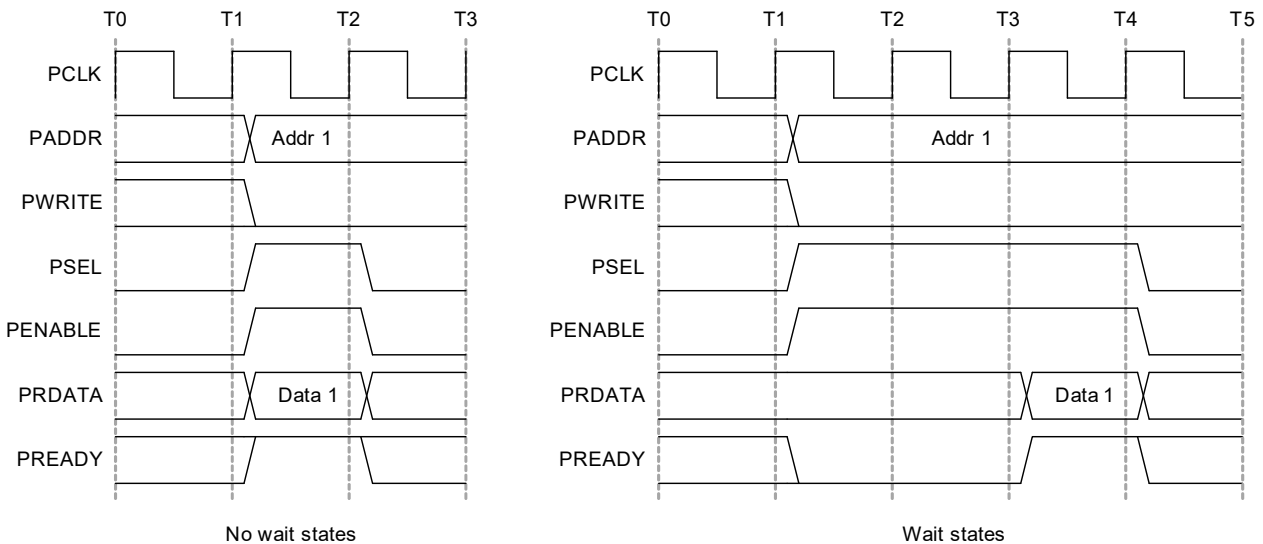 T0 T1 T2 T3
PCLK
PADDR Addr 1
PWRITE
PSEL
PENABLE
PRDATA Data 1
PREADY
No wait states
T0 T1 T2 T3 T4 T5
PCLK
PADDR Addr 1
PWRITE
PSEL
PENABLE
PRDATA Data 1
PREADY
Wait states